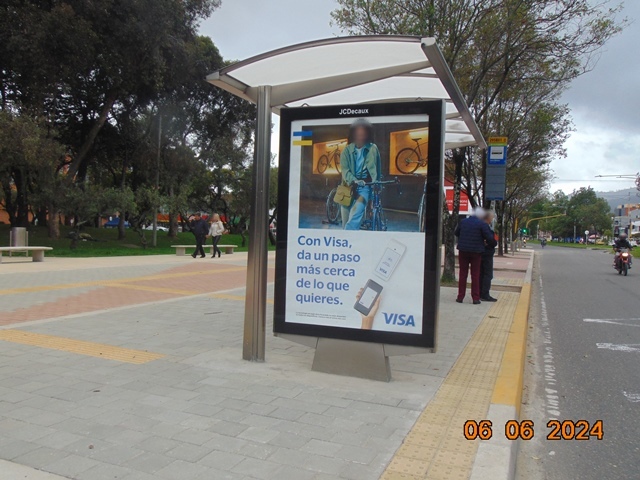 JCDecaux
Con Visa,
da un paso
más cerca
de lo que
quieres.
VISA
06 06 2024